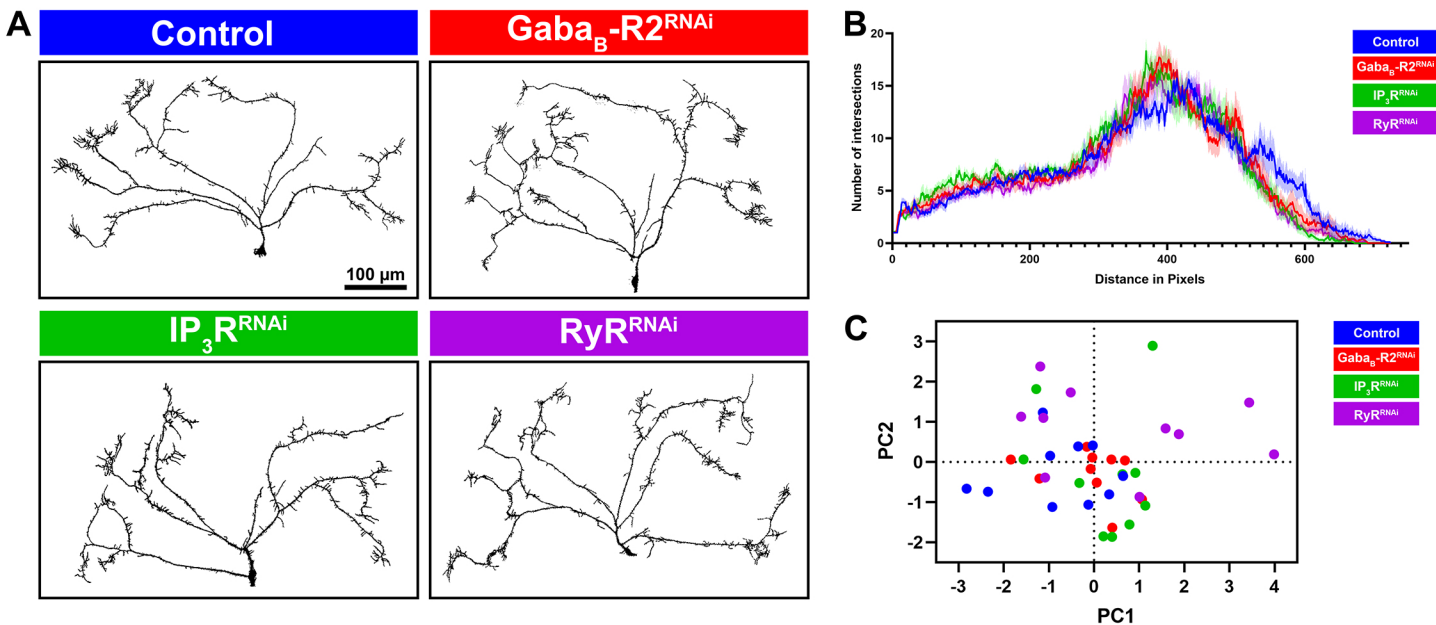 A
Control
Gaba_B-R2^RNAi
100 µm
IP_3R^RNAi
RyR^RNAi
B
20
15
10
5
0
Number of intersections
0 200 400 600
Distance in Pixels
Control
Gaba_B-R2^RNAi
IP_3R^RNAi
RyR^RNAi
C
3
2
1
0
-1
-2
PC2
-3 -2 -1 0 1 2 3 4
PC1
Control
Gaba_B-R2^RNAi
IP_3R^RNAi
RyR^RNAi